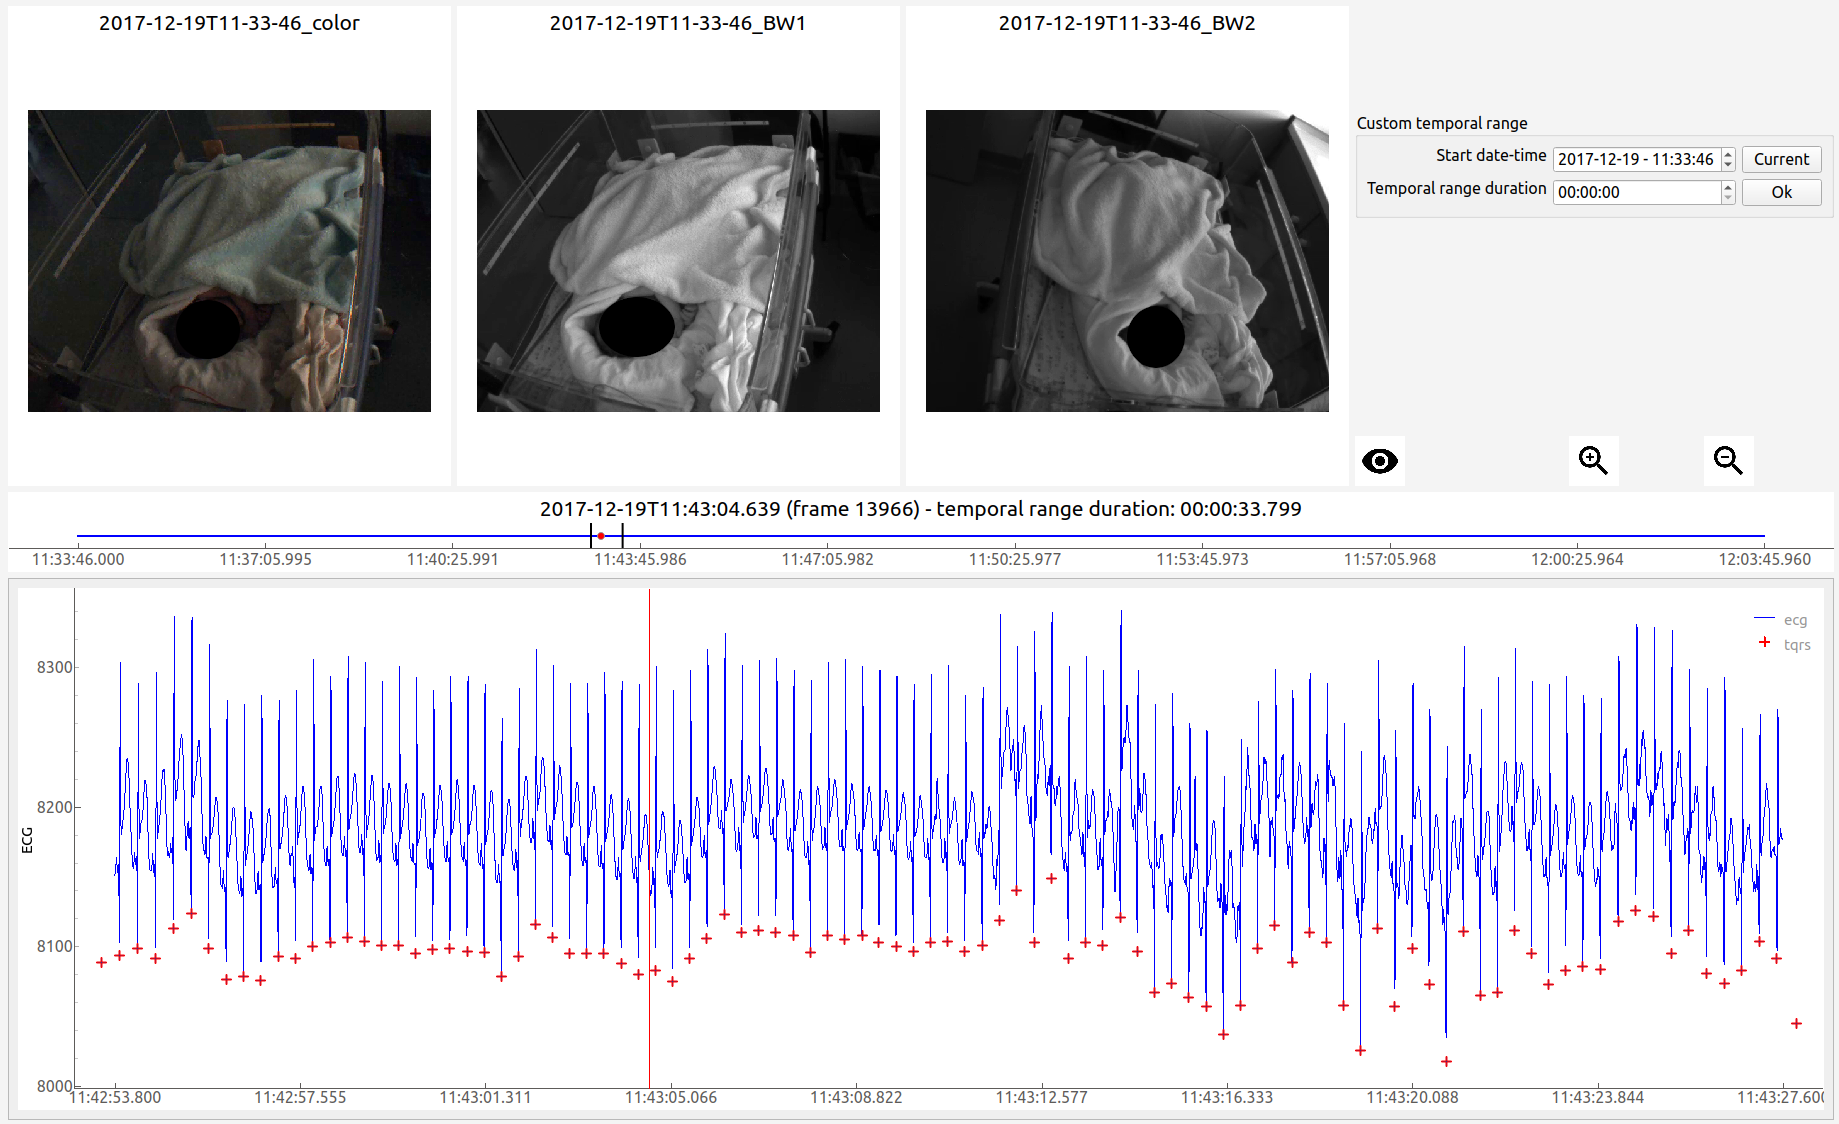 2017-12-19T11-33-46_color
2017-12-19T11-33-46_BW1
2017-12-19T11-33-46_BW2
Custom temporal range
Start date-time 2017-12-19 - 11:33:46 Current
Temporal range duration 00:00:00 Ok
2017-12-19T11:43:04.639 (frame 13966) - temporal range duration: 00:00:33.799
11:33:46.000 11:37:05.995 11:40:25.991 11:43:45.986 11:47:05.982 11:50:25.977 11:53:45.973 11:57:05.968 12:00:25.964 12:03:45.960
ecg
tqrs
8300
8200
8100
8000
ECG
11:42:53.800 11:42:57.555 11:43:01.311 11:43:05.066 11:43:08.822 11:43:12.577 11:43:16.333 11:43:20.088 11:43:23.844 11:43:27.600